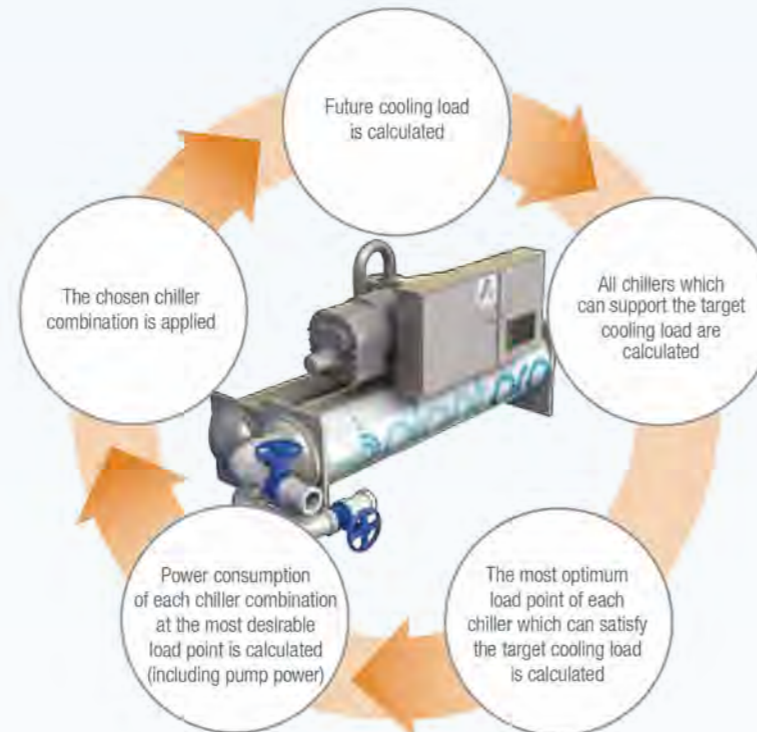 Future cooling load
is calculated
All chillers which
can support the target
cooling load are
calculated
The most optimum
load point of each
chiller which can satisfy
the target cooling load
is calculated
Power consumption
of each chiller combination
at the most desirable
load point is calculated
(including pump power)
The chosen chiller
combination is applied